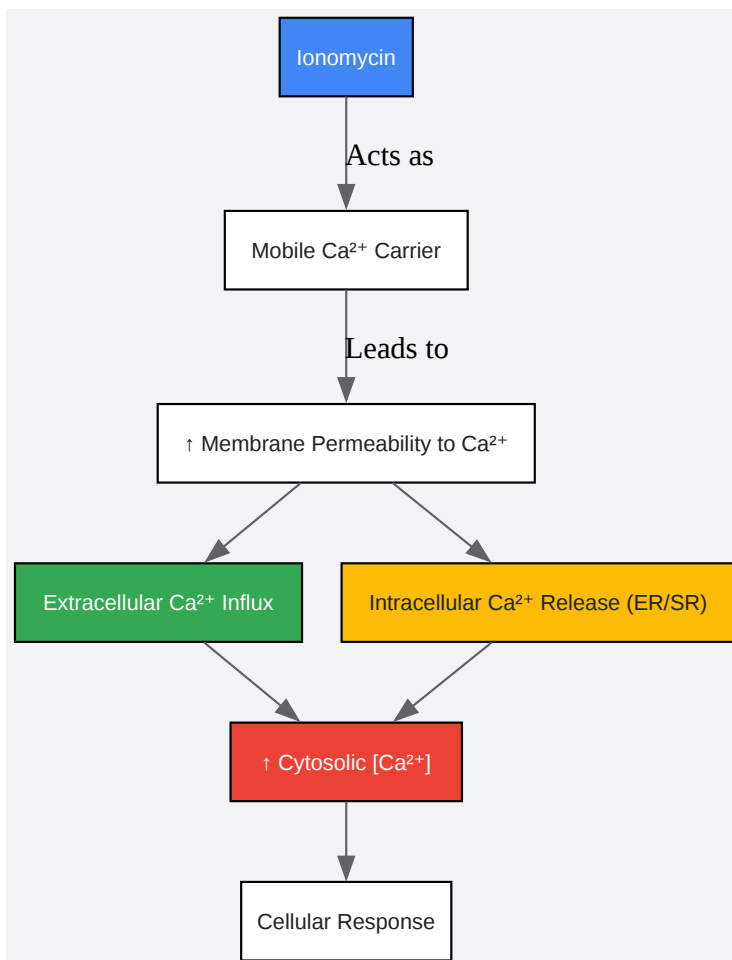 Ionomycin
Acts as
Mobile Ca²⁺ Carrier
Leads to
↑ Membrane Permeability to Ca²⁺
Extracellular Ca²⁺ Influx
Intracellular Ca²⁺ Release (ER/SR)
↑ Cytosolic [Ca²⁺]
Cellular Response